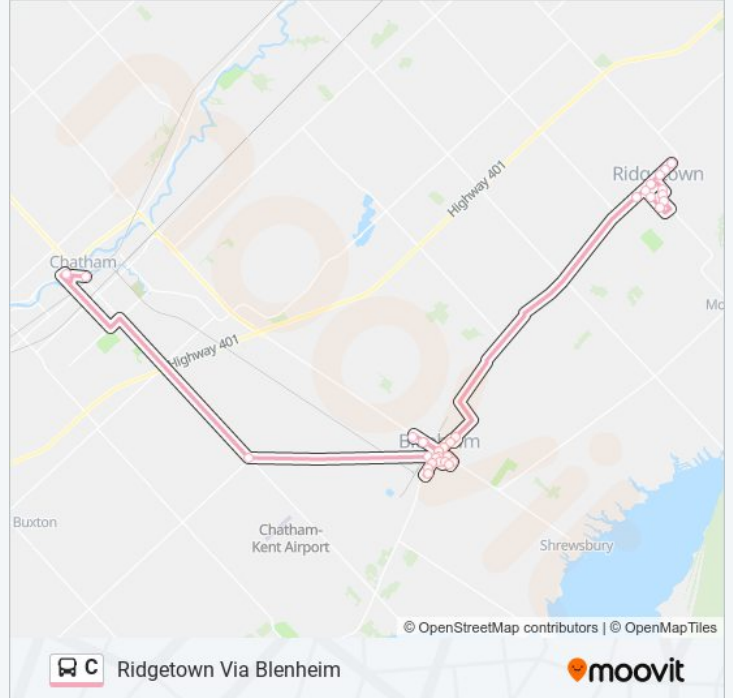 Highway 401
Ridgetown
Chatham
Highway 401
Blenheim
Buxton
Chatham-
Kent Airport
Shrewsbury
© OpenStreetMap contributors | © OpenMapTiles
C
Ridgetown Via Blenheim
moovit